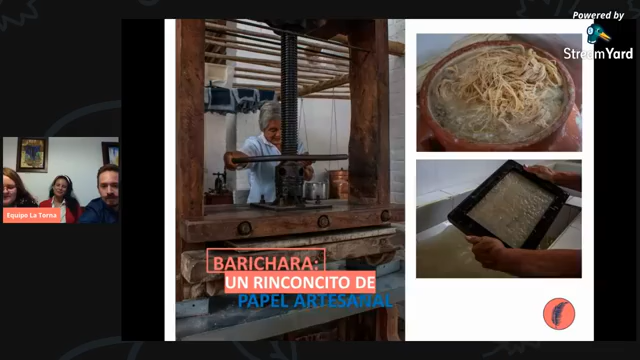 Powered by
StreamYard
Equipo La Torna
BARICHARA:
UN RINCONCITO DE
PAPEL ARTESANAL